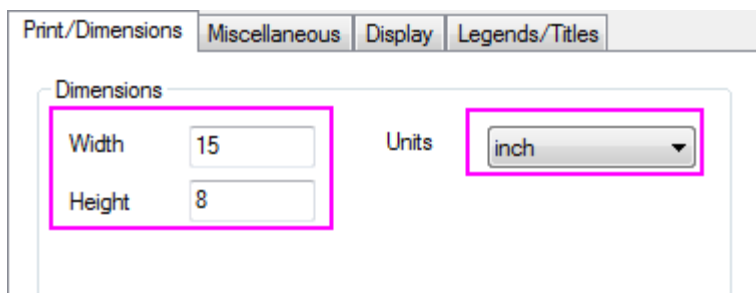 Print/Dimensions Miscellaneous Display Legends/Titles
Dimensions
Width 15 Units inch
Height 8